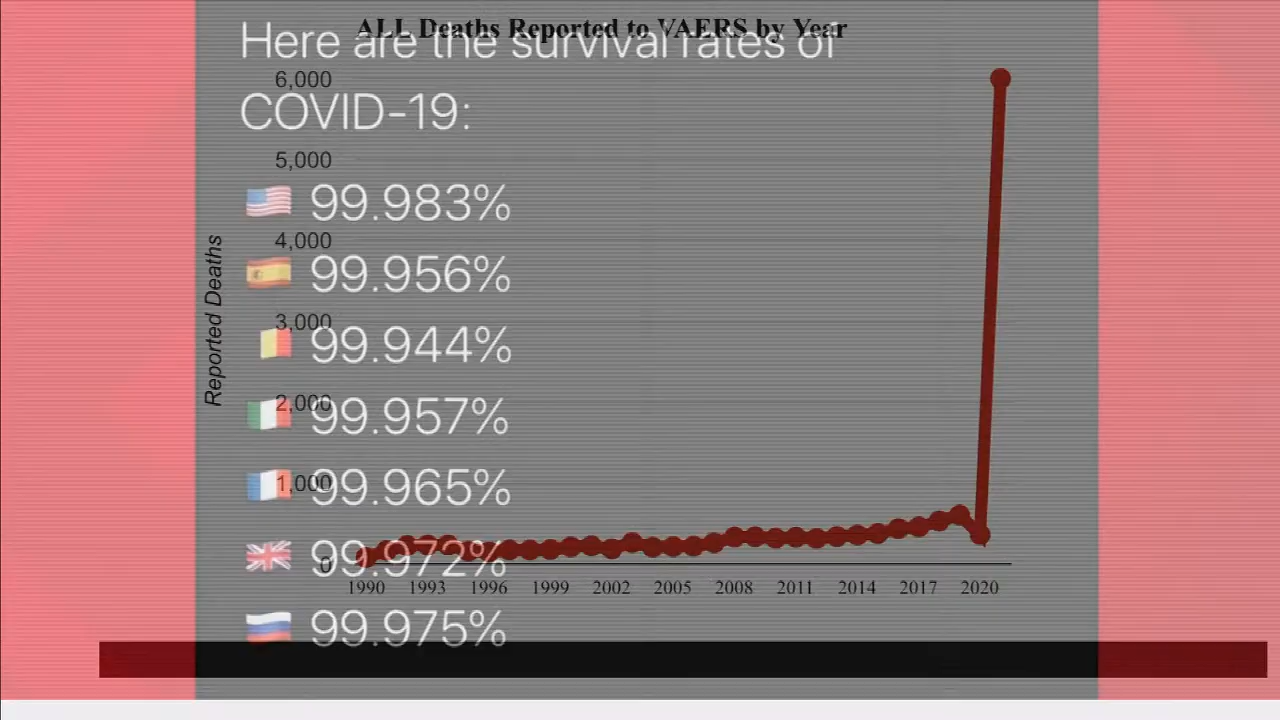 ALL Deaths Reported to VAERS by Year
Here are the survival rates of
COVID-19:
99.983%
99.956%
99.944%
99.957%
99.965%
99.972%
99.975%
Reported Deaths
6,000
5,000
4,000
3,000
2,000
1,000
0
1990 1993 1996 1999 2002 2005 2008 2011 2014 2017 2020